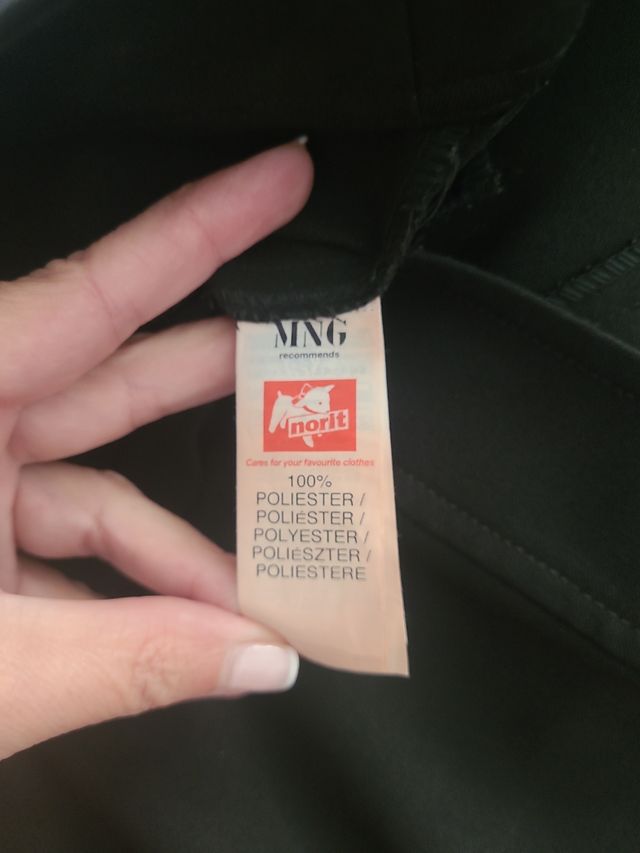 MNG
recommends
norit
Cares for your favourite clothes
100%
POLIESTER /
POLIÉSTER /
POLYESTER /
POLIÉSZTER /
POLIESTERE